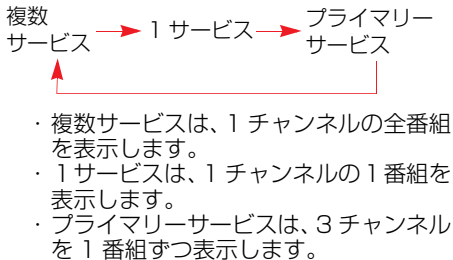 複数
サービス
1 サービス
プライマリー
サービス
・ 複数サービスは、1 チャンネルの全番組
を表示します。
・ 1サービスは、1 チャンネルの1番組を
表示します。
・ プライマリーサービスは、3 チャンネル
を 1 番組ずつ表示します。